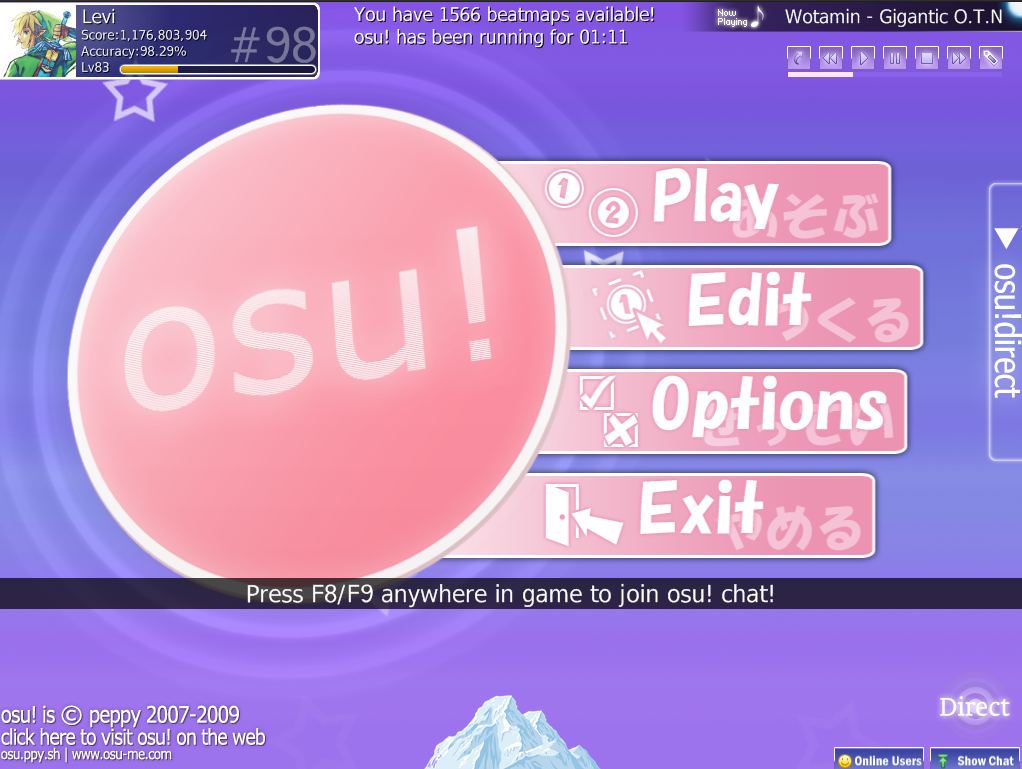 Levi
Score:1,176,803,904
Accuracy:98.29%
Lv83
#98
You have 1566 beatmaps available!
osu! has been running for 01:11
Now Playing
Wotamin - Gigantic O.T.N
osu!
1
2
Play
あそぶ
1
Edit
つくる
Options
せってい
Exit
やめる
osu!direct
Press F8/F9 anywhere in game to join osu! chat!
osu! is © peppy 2007-2009
click here to visit osu! on the web
osu.ppy.sh | www.osu-me.com
Direct
Online Users
Show Chat